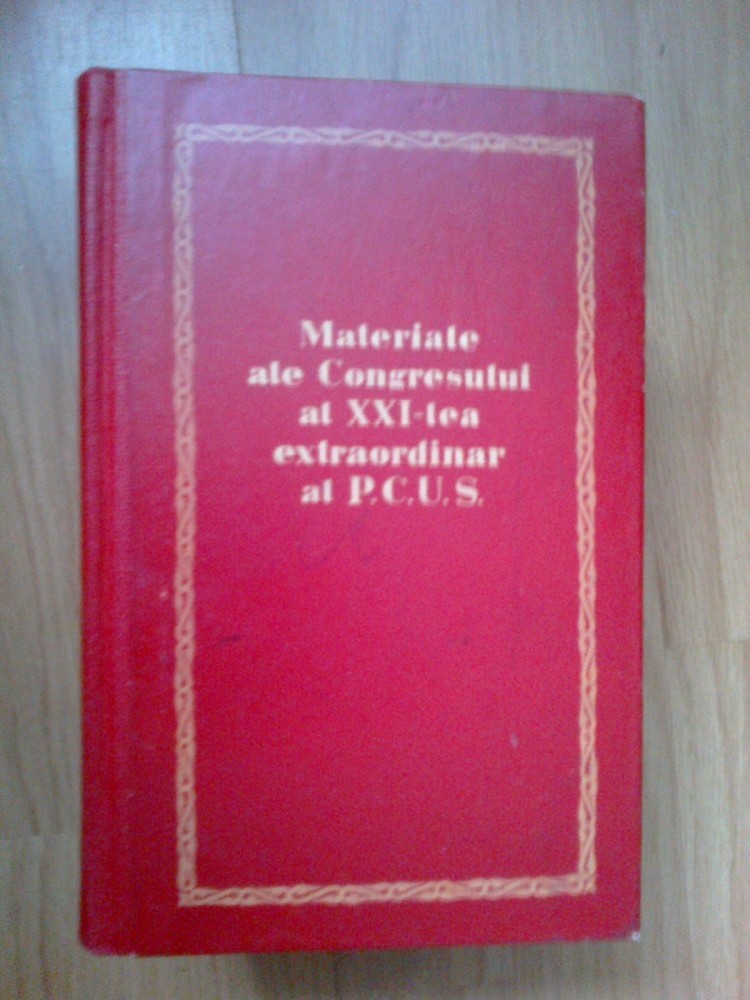 Materiale
ale Congresului
al XXI-lea
extraordinar
al P.C.U.S.